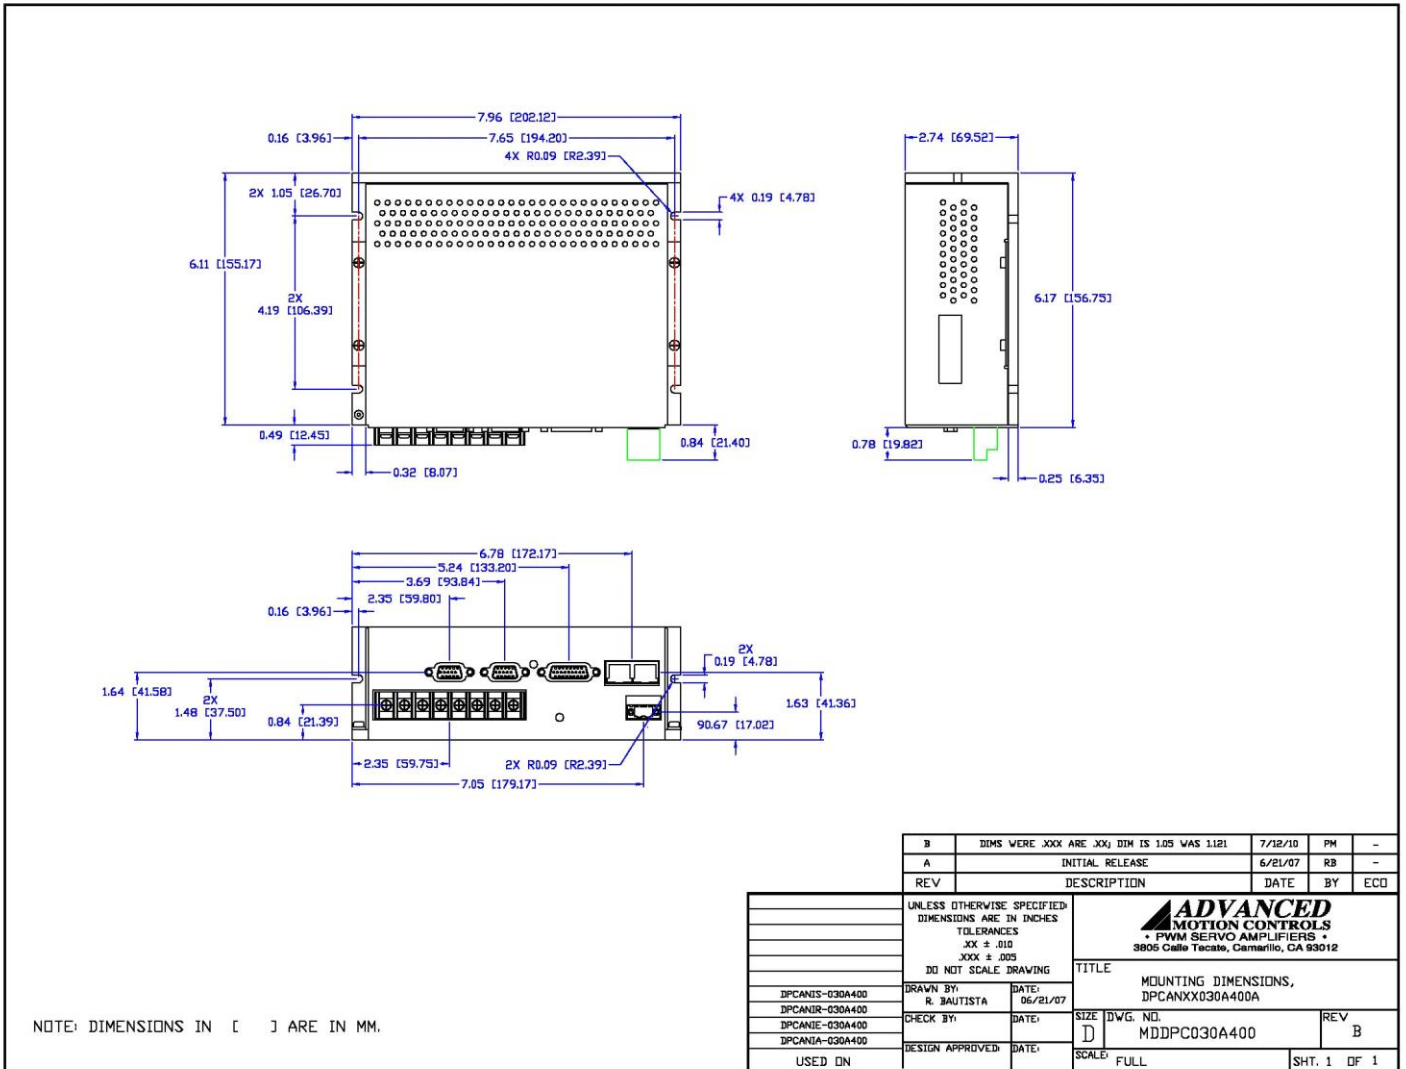 7.96 [202.12]
0.16 [3.96]
7.65 [194.20]
4X R0.09 [R2.39]
2X 1.05 [26.70]
4X 0.19 [4.78]
6.11 [155.17]
2X
4.19 [106.39]
0.49 [12.45]
0.84 [21.40]
0.32 [8.07]
2.74 [69.52]
6.17 [156.75]
0.78 [19.82]
0.25 [6.35]
6.78 [172.17]
5.24 [133.20]
3.69 [93.84]
2.35 [59.80]
0.16 [3.96]
2X
0.19 [4.78]
1.64 [41.58]
2X
1.48 [37.50]
0.84 [21.39]
1.63 [41.36]
90.67 [17.02]
2.35 [59.75]
2X R0.09 [R2.39]
7.05 [179.17]
B DIMS WERE .XXX ARE .XX; DIM IS 1.05 WAS 1.121 7/12/10 PM -
A INITIAL RELEASE 6/21/07 RB -
REV DESCRIPTION DATE BY ECO
UNLESS OTHERWISE SPECIFIED:
DIMENSIONS ARE IN INCHES
TOLERANCES
.XX ± .010
.XXX ± .005
DO NOT SCALE DRAWING
ADVANCED
MOTION CONTROLS
• PWM SERVO AMPLIFIERS •
3805 Calle Tecate, Camarillo, CA 93012
TITLE
MOUNTING DIMENSIONS,
DPCANXX030A400A
DPCANIS-030A400
DPCANIR-030A400
DPCANIE-030A400
DPCANIA-030A400
USED ON
DRAWN BY: DATE:
R. BAUTISTA 06/21/07
CHECK BY: DATE:
DESIGN APPROVED: DATE:
SIZE DWG. NO. REV
D MDDPC030A400 B
SCALE: FULL SHT. 1 OF 1
NOTE: DIMENSIONS IN [ ] ARE IN MM.